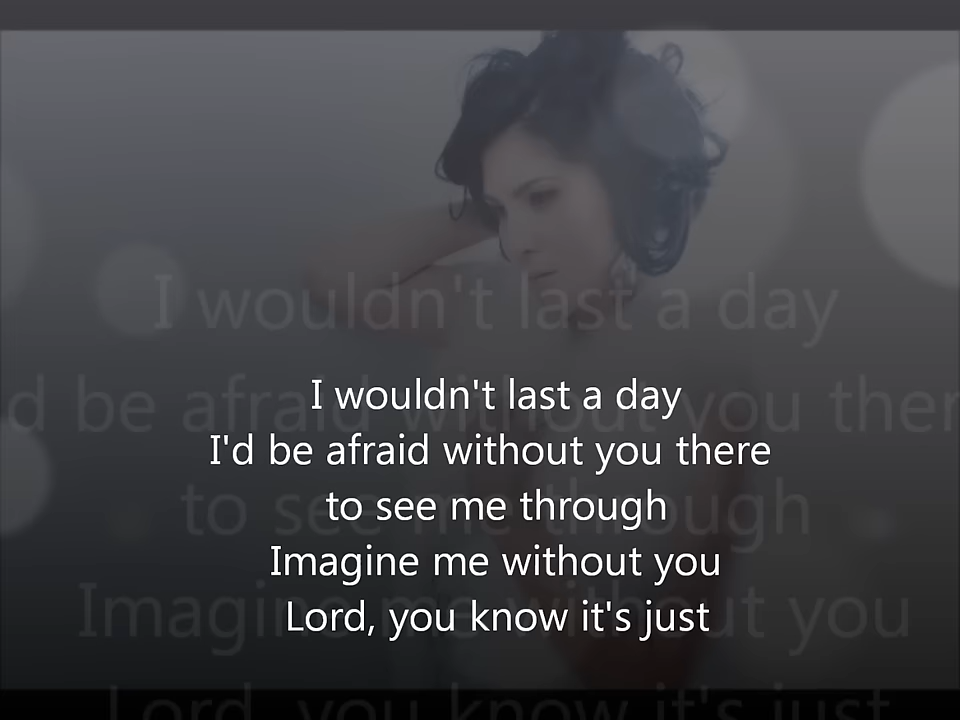 I wouldn't last a day
I'd be afraid without you there
to see me through
Imagine me without you
Lord, you know it's just